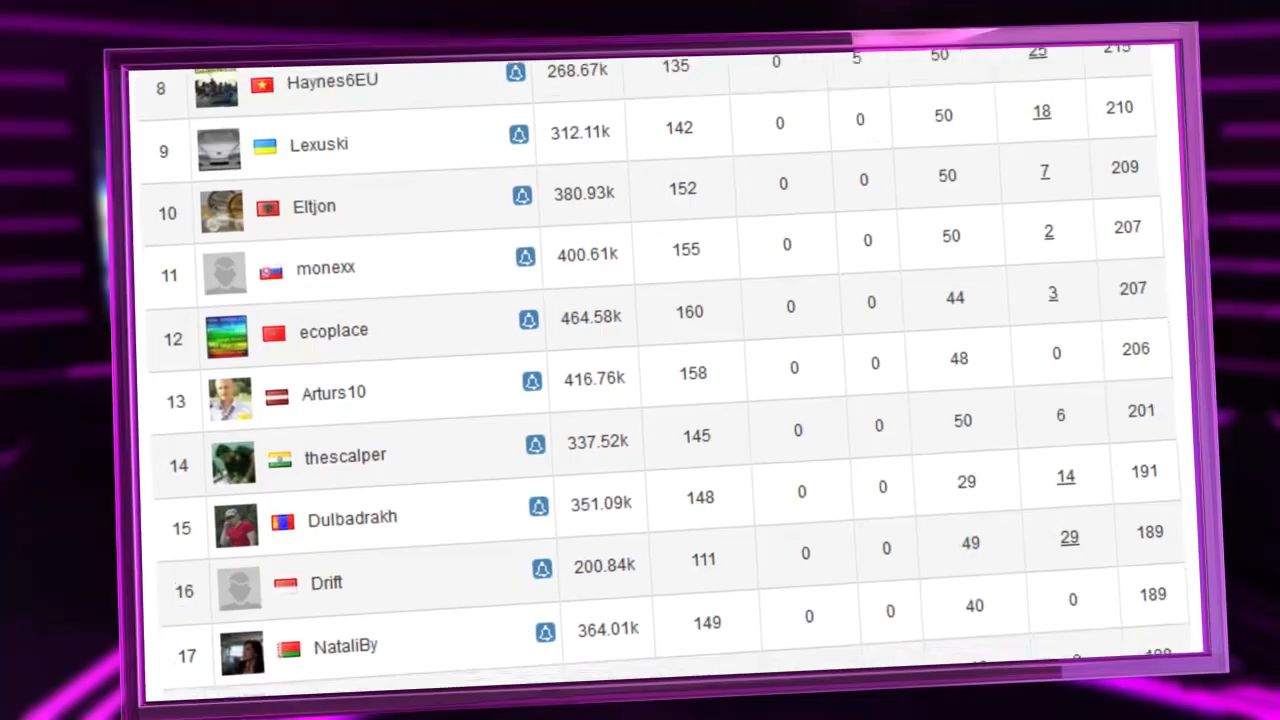 8 Haynes6EU 268.67k 135 0 5 50 25 215
9 Lexuski 312.11k 142 0 0 50 18 210
10 Eltjon 380.93k 152 0 0 50 7 209
11 monexx 400.61k 155 0 0 50 2 207
12 ecoplace 464.58k 160 0 0 44 3 207
13 Arturs10 416.76k 158 0 0 48 0 206
14 thescalper 337.52k 145 0 0 50 6 201
15 Dulbadrakh 351.09k 148 0 0 29 14 191
16 Drift 200.84k 111 0 0 49 29 189
17 NataliBy 364.01k 149 0 0 40 0 189